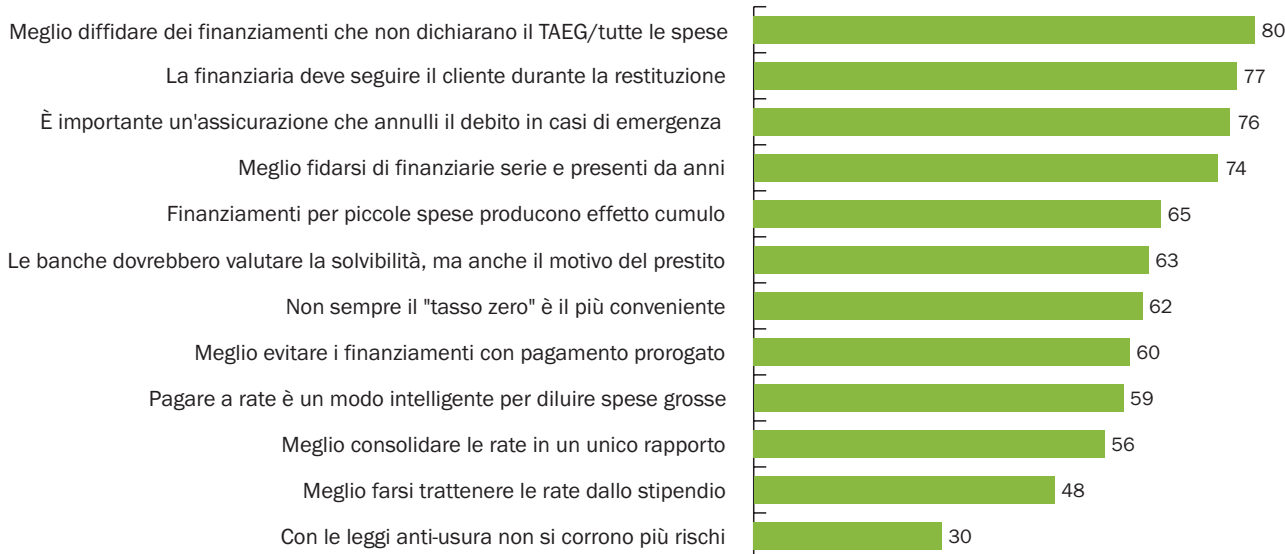 Meglio diffidare dei finanziamenti che non dichiarano il TAEG/tutte le spese 80
La finanziaria deve seguire il cliente durante la restituzione 77
È importante un'assicurazione che annulli il debito in casi di emergenza 76
Meglio fidarsi di finanziarie serie e presenti da anni 74
Finanziamenti per piccole spese producono effetto cumulo 65
Le banche dovrebbero valutare la solvibilità, ma anche il motivo del prestito 63
Non sempre il "tasso zero" è il più conveniente 62
Meglio evitare i finanziamenti con pagamento prorogato 60
Pagare a rate è un modo intelligente per diluire spese grosse 59
Meglio consolidare le rate in un unico rapporto 56
Meglio farsi trattenere le rate dallo stipendio 48
Con le leggi anti-usura non si corrono più rischi 30